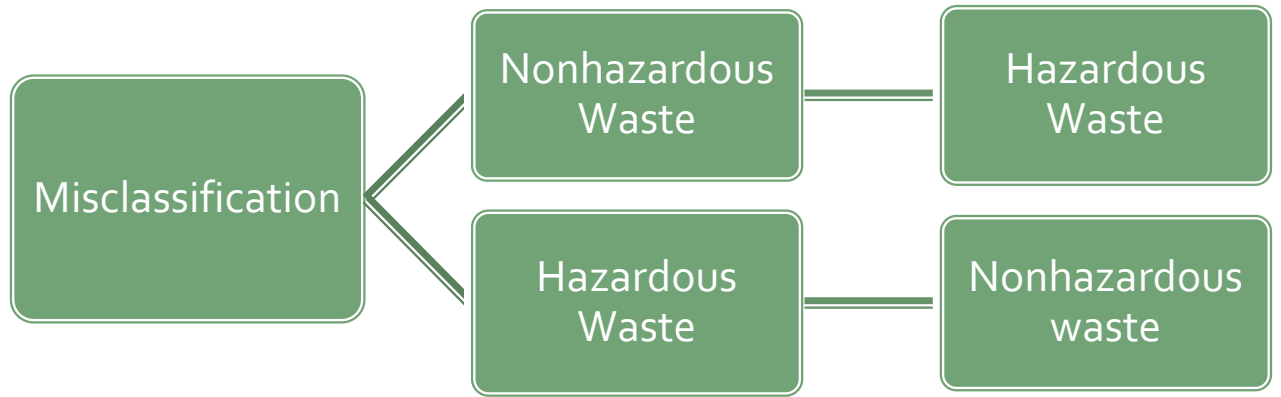 Misclassification
Nonhazardous
Waste
Hazardous
Waste
Hazardous
Waste
Nonhazardous
waste